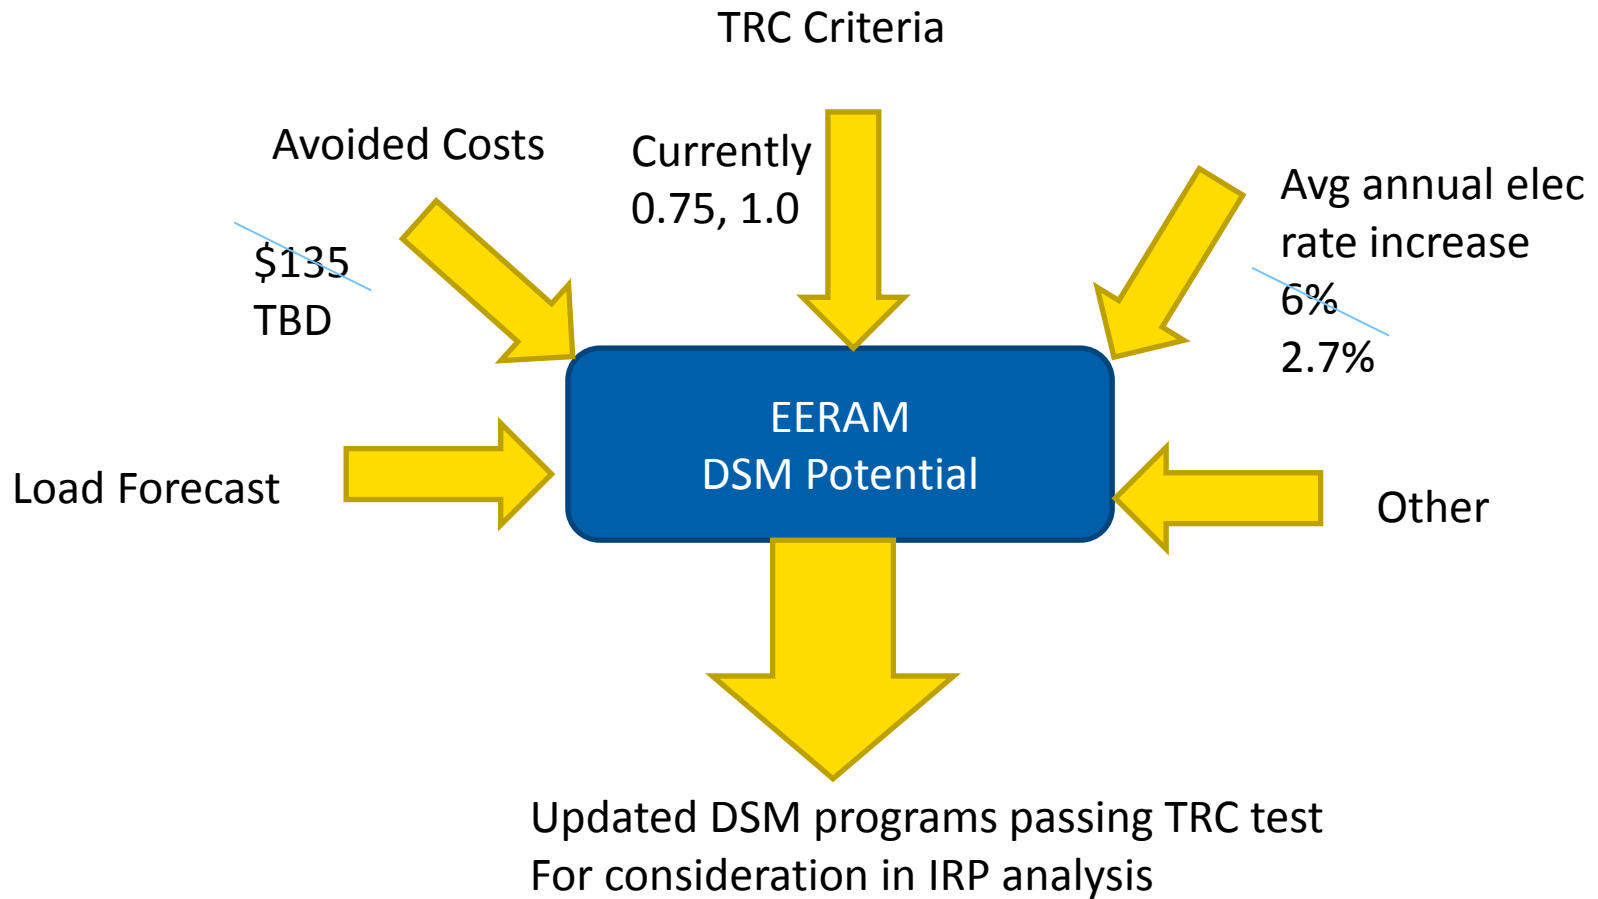 TRC Criteria
Avoided Costs
$135
TBD
Currently
0.75, 1.0
Avg annual elec
rate increase
6%
2.7%
Load Forecast
EERAM
DSM Potential
Other
Updated DSM programs passing TRC test
For consideration in IRP analysis